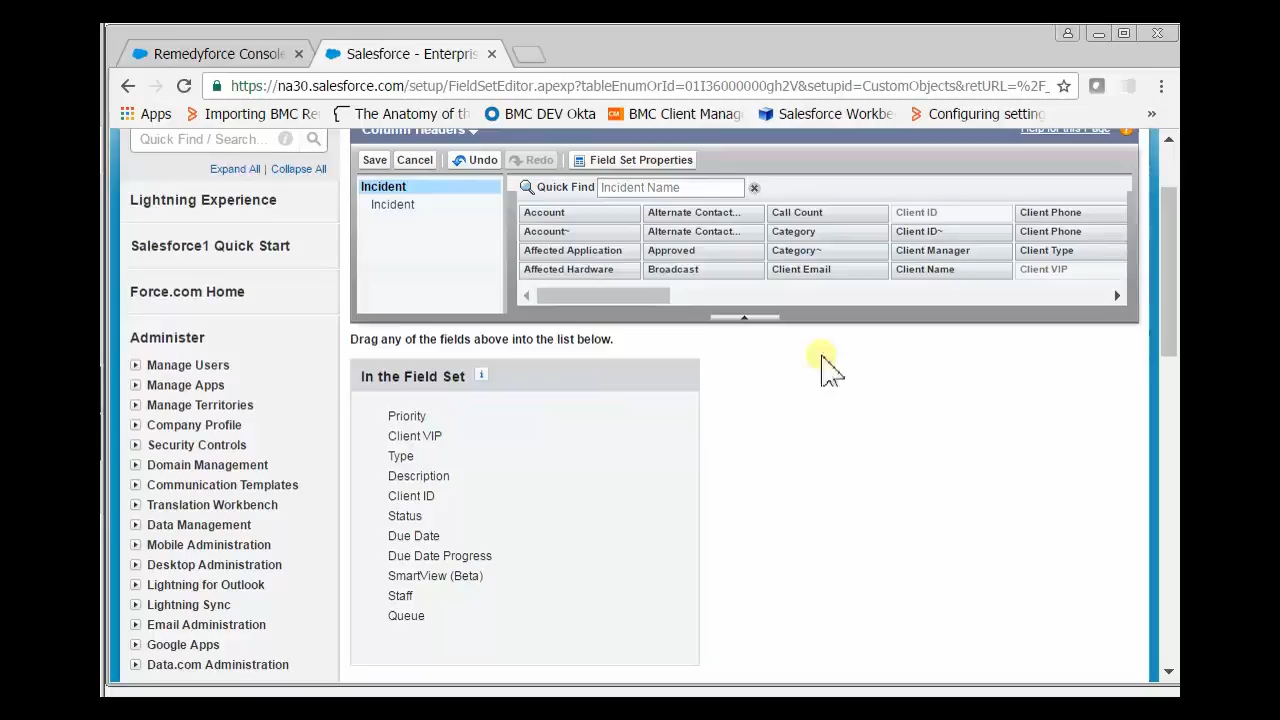 Remedyforce Console
Salesforce - Enterpris
https://na30.salesforce.com/setup/FieldSetEditor.apexp?tableEnumOrId=01I36000000gh2V&setupid=CustomObjects&retURL=%2F_
Apps Importing BMC Re The Anatomy of th BMC DEV Okta BMC Client Manag Salesforce Workbe Configuring setting »
Column Headers Help for this Page
Quick Find / Search...
Expand All | Collapse All
Lightning Experience
Salesforce1 Quick Start
Force.com Home
Administer
Manage Users
Manage Apps
Manage Territories
Company Profile
Security Controls
Domain Management
Communication Templates
Translation Workbench
Data Management
Mobile Administration
Desktop Administration
Lightning for Outlook
Lightning Sync
Email Administration
Google Apps
Data.com Administration
Save Cancel Undo Redo Field Set Properties
Incident
Incident
Quick Find Incident Name
Account Alternate Contact... Call Count Client ID Client Phone
Account~ Alternate Contact... Category Client ID~ Client Phone
Affected Application Approved Category~ Client Manager Client Type
Affected Hardware Broadcast Client Email Client Name Client VIP
Drag any of the fields above into the list below.
In the Field Set i
Priority
Client VIP
Type
Description
Client ID
Status
Due Date
Due Date Progress
SmartView (Beta)
Staff
Queue